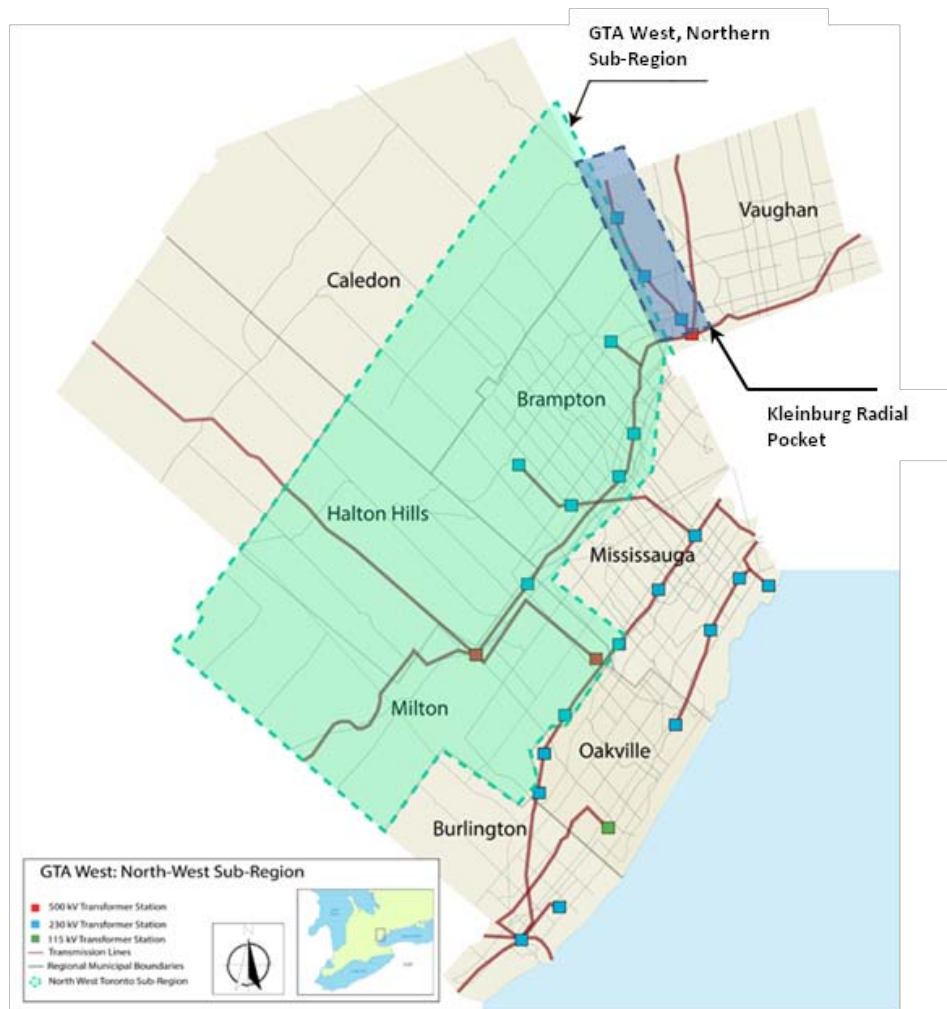 GTA West, Northern
Sub-Region
Vaughan
Caledon
Brampton
Kleinburg Radial
Pocket
Halton Hills
Mississauga
Milton
Oakville
Burlington
GTA West: North-West Sub-Region
500 kV Transformer Station
230 kV Transformer Station
115 kV Transformer Station
Transmission Lines
Regional Municipal Boundaries
North West Toronto Sub-Region